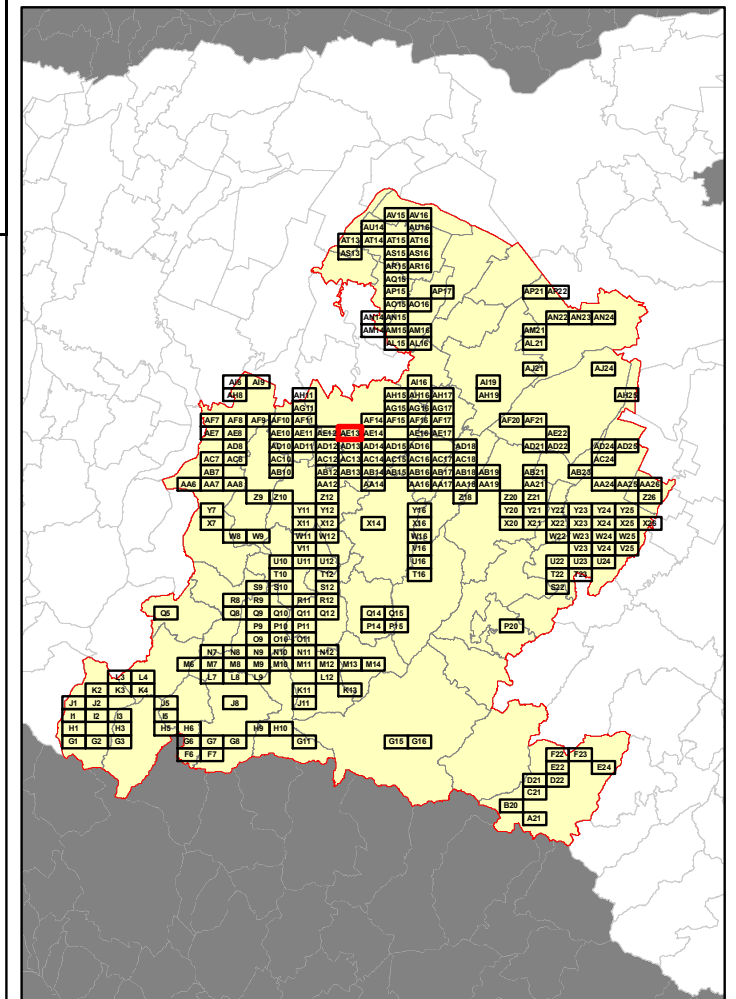 AV15 AV16
AU14 AU16
AT13 AT14 AT15 AT16
AS13 AS15 AS16
AR15 AR16
AQ15
AP15 AP17 AP21 AP22
AO15 AO16
AN14 AN15 AN22 AN23 AN24
AM14 AM15 AM16 AM21
AL15 AL16 AL21
AJ21 AJ24
AI8 AI9 AI16 AI19
AH8 AH11 AH15 AH16 AH17 AH19 AH25
AG11 AG15 AG16 AG17
AF7 AF8 AF9 AF10 AF11 AF14 AF15 AF16 AF17 AF20 AF21
AE7 AE8 AE10 AE11 AE12 AE13 AE14 AE16 AE17 AE22
AD8 AD10 AD11 AD12 AD13 AD14 AD15 AD16 AD18 AD21 AD22 AD24 AD25
AC7 AC8 AC10 AC12 AC13 AC14 AC15 AC16 AC17 AC18 AC24
AB7 AB10 AB12 AB13 AB14 AB15 AB16 AB17 AB18 AB19 AB21 AB23
AA6 AA7 AA8 AA12 AA14 AA16 AA17 AA18 AA19 AA21 AA24 AA25 AA26
Z9 Z10 Z12 Z18 Z20 Z21 Z26
Y7 Y11 Y12 Y16 Y20 Y21 Y22 Y23 Y24 Y25
X7 X11 X12 X14 X16 X20 X21 X22 X23 X24 X25 X26
W8 W9 W11 W12 W16 W22 W23 W24 W25
V11 V16 V23 V24 V25
U10 U11 U12 U16 U22 U23 U24
T10 T12 T16 T22 T23
S9 S10 S12 S22
R8 R9 R11 R12
Q5 Q8 Q9 Q10 Q11 Q12 Q14 Q15
P9 P10 P11 P14 P15 P20
O9 O10 O11
N7 N8 N9 N10 N11 N12
M6 M7 M8 M9 M10 M11 M12 M13 M14
L3 L4 L7 L8 L9 L12
K2 K3 K4 K11 K13
J1 J2 J5 J8 J11
I1 I2 I3 I5
H1 H3 H5 H6 H9 H10
G1 G2 G3 G6 G7 G8 G11 G15 G16
F6 F7 F22 F23
E22 E24
D21 D22
C21
B20
A21